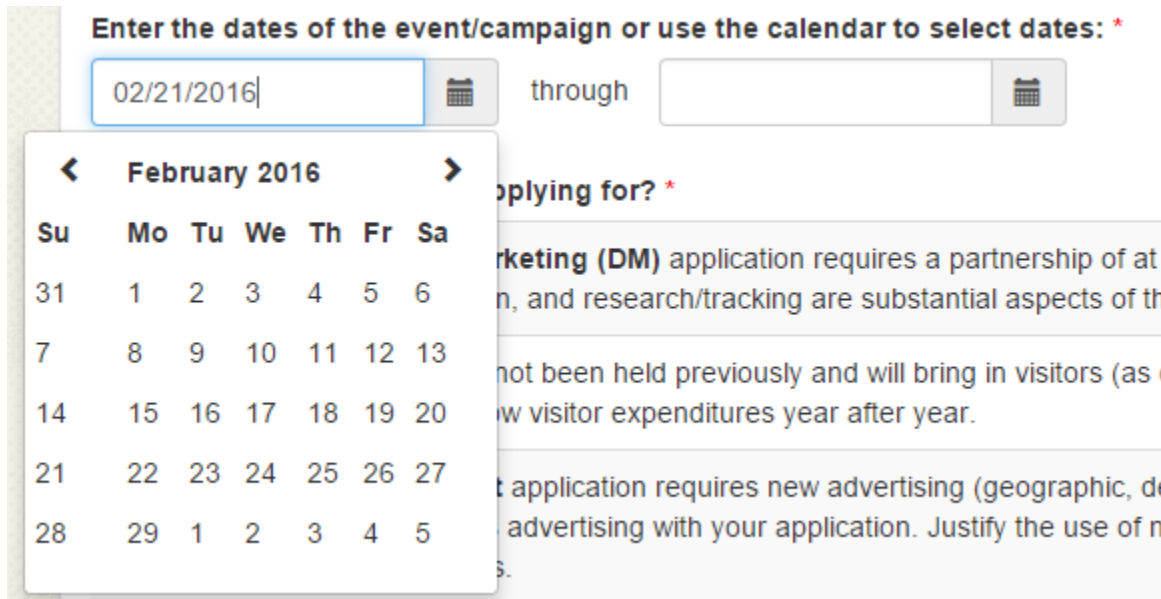 Enter the dates of the event/campaign or use the calendar to select dates: *
02/21/2016 through
February 2016
Su Mo Tu We Th Fr Sa
31 1 2 3 4 5 6
7 8 9 10 11 12 13
14 15 16 17 18 19 20
21 22 23 24 25 26 27
28 29 1 2 3 4 5
applying for? *
rketing (DM) application requires a partnership of at
n, and research/tracking are substantial aspects of th
not been held previously and will bring in visitors (as
ow visitor expenditures year after year.
application requires new advertising (geographic, de
advertising with your application. Justify the use of
s.